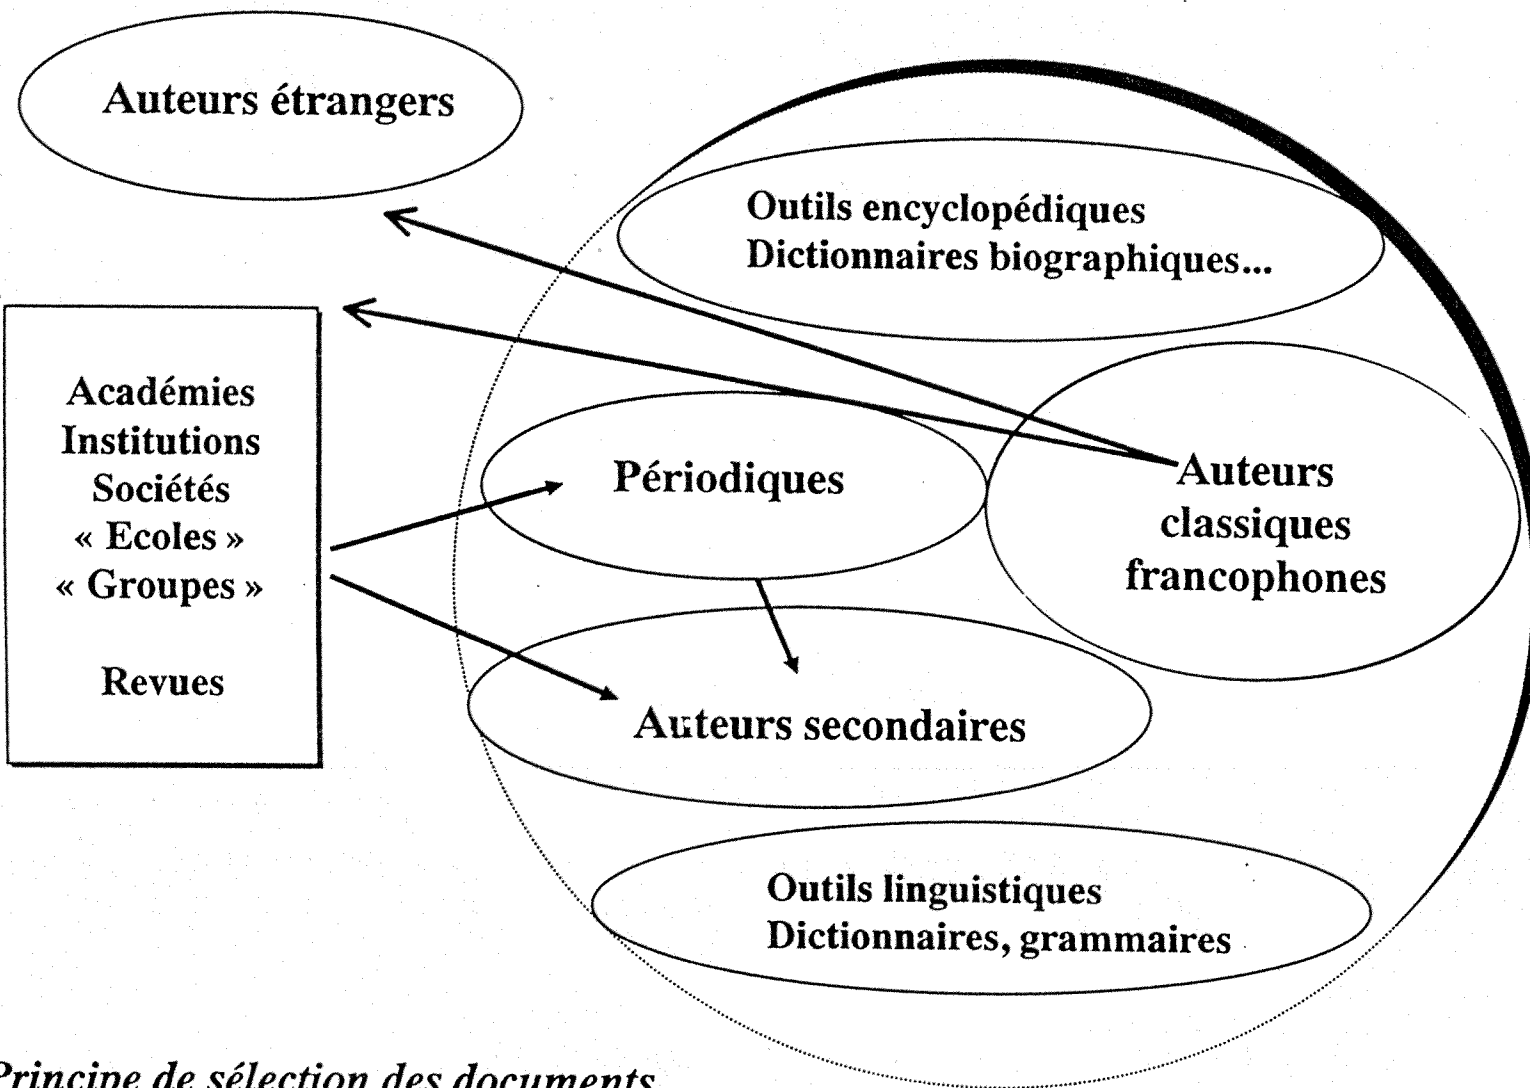 Auteurs étrangers
Outils encyclopédiques
Dictionnaires biographiques...
Académies
Institutions
Sociétés
« Ecoles »
« Groupes »
Revues
Périodiques
Auteurs
classiques
francophones
Auteurs secondaires
Outils linguistiques
Dictionnaires, grammaires
Principe de sélection des documents